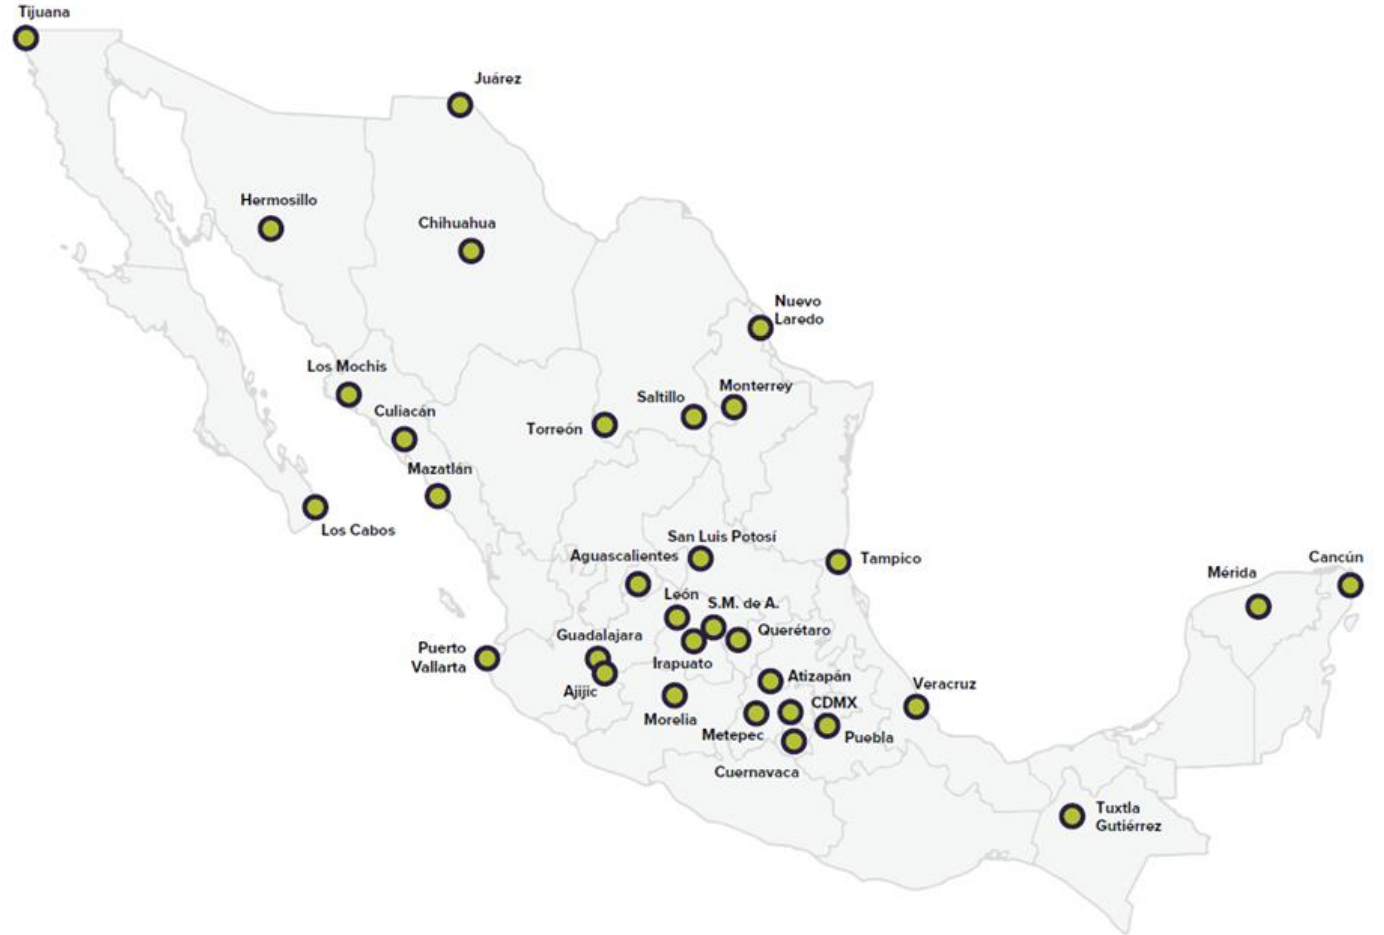 Tijuana
Juárez
Hermosillo
Chihuahua
Nuevo
Laredo
Los Mochis
Monterrey
Saltillo
Culiacán
Torreón
Mazatlán
Los Cabos
San Luis Potosí
Aguascalientes
Tampico
Cancún
Mérida
León
S.M. de A.
Querétaro
Guadalajara
Puerto
Vallarta
Irapuato
Atizapán
Ajijic
Veracruz
CDMX
Morelia
Metepec
Puebla
Cuernavaca
Tuxtla
Gutiérrez